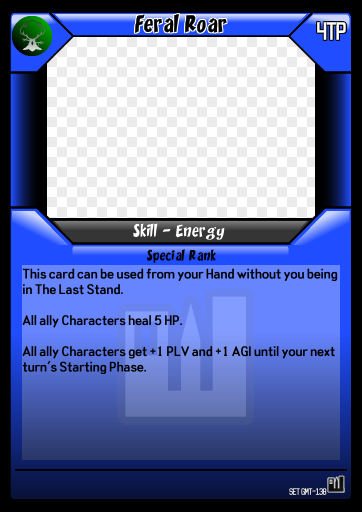 Feral Roar
4TP
Skill - Energy
Special Rank
This card can be used from your Hand without you being
in The Last Stand.
All ally Characters heal 5 HP.
All ally Characters get +1 PLV and +1 AGI until your next
turn's Starting Phase.
SET GMT-138